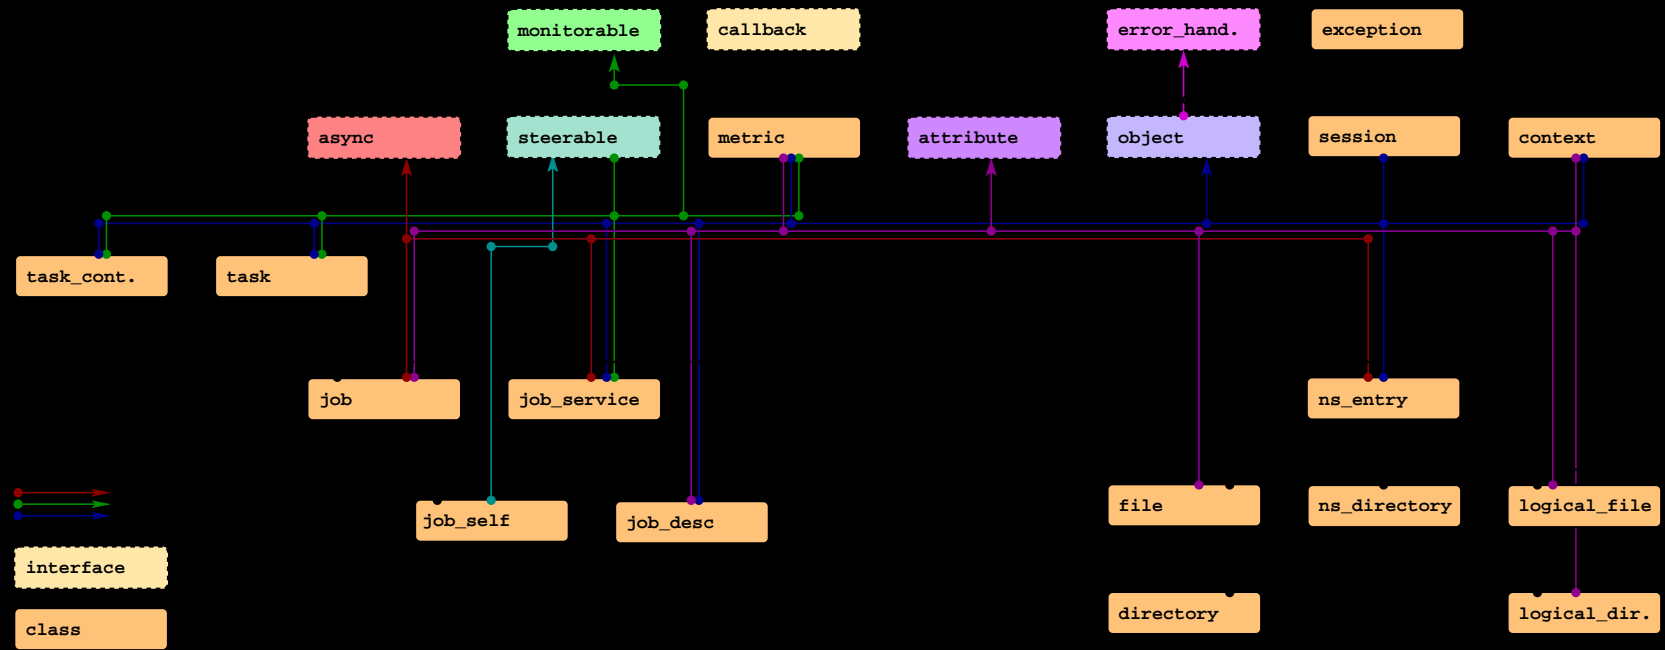 monitorable
callback
error_hand.
exception
async
steerable
metric
attribute
object
session
context
task_cont.
task
job
job_service
ns_entry
job_self
job_desc
file
ns_directory
logical_file
interface
directory
logical_dir.
class